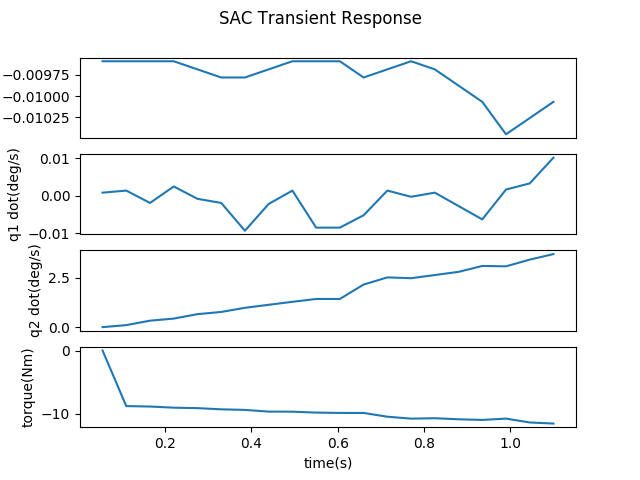 SAC Transient Response
−0.00975
−0.01000
−0.01025
q1 dot(deg/s)
0.01
0.00
−0.01
q2 dot(deg/s)
2.5
0.0
torque(Nm)
0
−10
0.2 0.4 0.6 0.8 1.0
time(s)